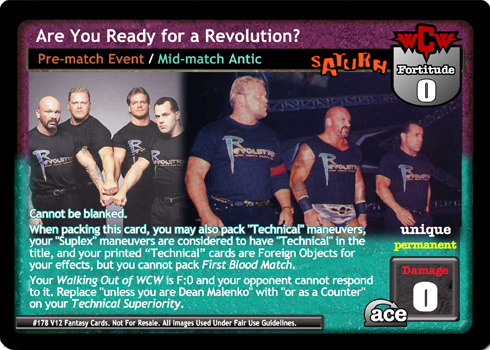 Are You Ready for a Revolution?
WCW
Pre-match Event / Mid-match Antic
SATURN
Fortitude
0
Cannot be blanked.
When packing this card, you may also pack "Technical" maneuvers,
your "Suplex" maneuvers are considered to have "Technical" in the
title, and your printed “Technical” cards are Foreign Objects for
your effects, but you cannot pack First Blood Match.
Your Walking Out of WCW is F:0 and your opponent cannot respond
to it. Replace "unless you are Dean Malenko" with "or as a Counter"
on your Technical Superiority.
unique
permanent
Damage
0
ace
#178 V12 Fantasy Cards. Not For Resale. All Images Used Under Fair Use Guidelines.